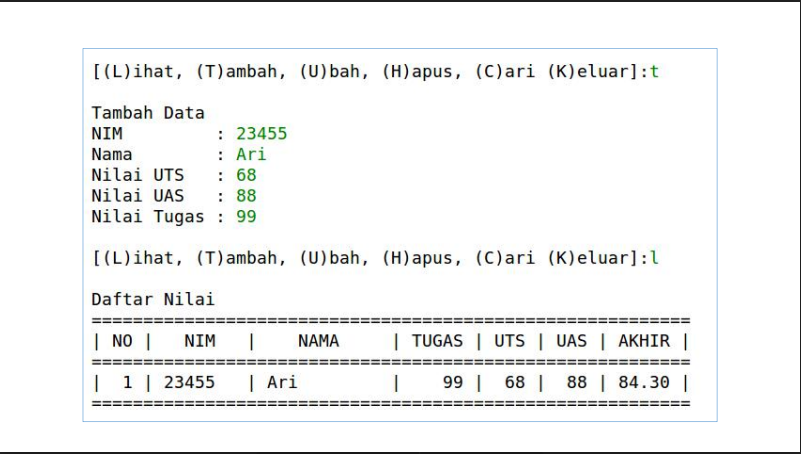 [(L)ihat, (T)ambah, (U)bah, (H)apus, (C)ari (K)eluar]:t
Tambah Data
NIM         : 23455
Nama        : Ari
Nilai UTS   : 68
Nilai UAS   : 88
Nilai Tugas : 99
[(L)ihat, (T)ambah, (U)bah, (H)apus, (C)ari (K)eluar]:l
Daftar Nilai
==========================================================
| NO |   NIM   |    NAMA     | TUGAS | UTS | UAS | AKHIR |
==========================================================
|  1 | 23455   | Ari         |    99 |  68 |  88 | 84.30 |
==========================================================